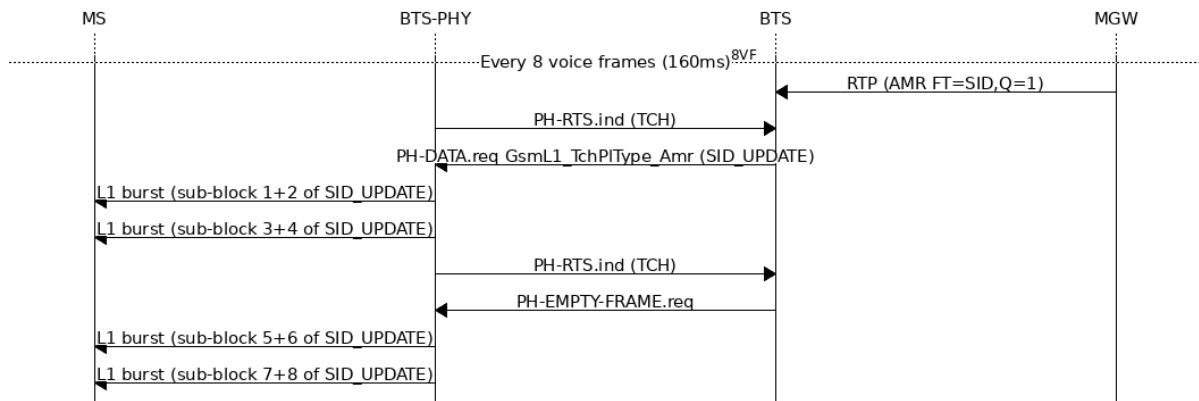 MS BTS-PHY BTS MGW
Every 8 voice frames (160ms)8VF
RTP (AMR FT=SID,Q=1)
PH-RTS.ind (TCH)
PH-DATA.req GsmL1_TchPlType_Amr (SID_UPDATE)
L1 burst (sub-block 1+2 of SID_UPDATE)
L1 burst (sub-block 3+4 of SID_UPDATE)
PH-RTS.ind (TCH)
PH-EMPTY-FRAME.req
L1 burst (sub-block 5+6 of SID_UPDATE)
L1 burst (sub-block 7+8 of SID_UPDATE)